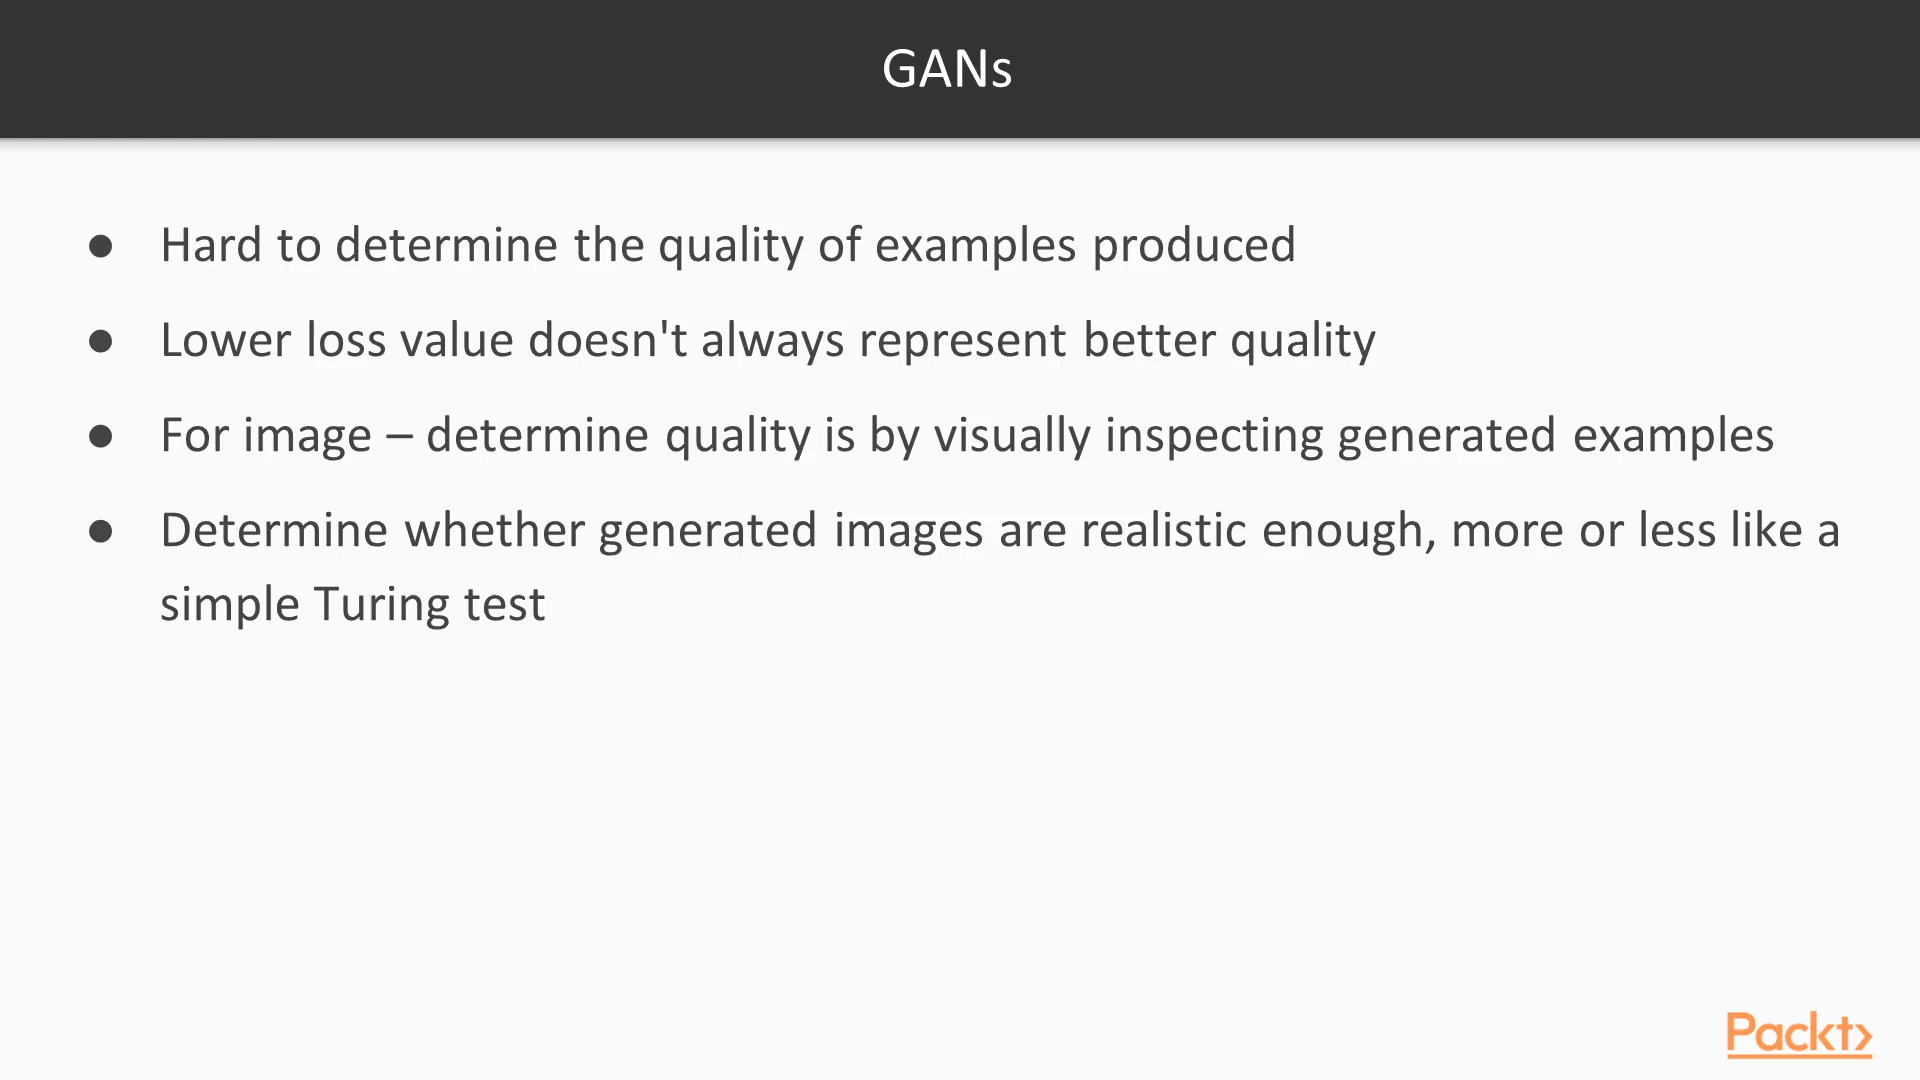 GANs
● Hard to determine the quality of examples produced
● Lower loss value doesn't always represent better quality
● For image – determine quality is by visually inspecting generated examples
● Determine whether generated images are realistic enough, more or less like a
simple Turing test
Packt>